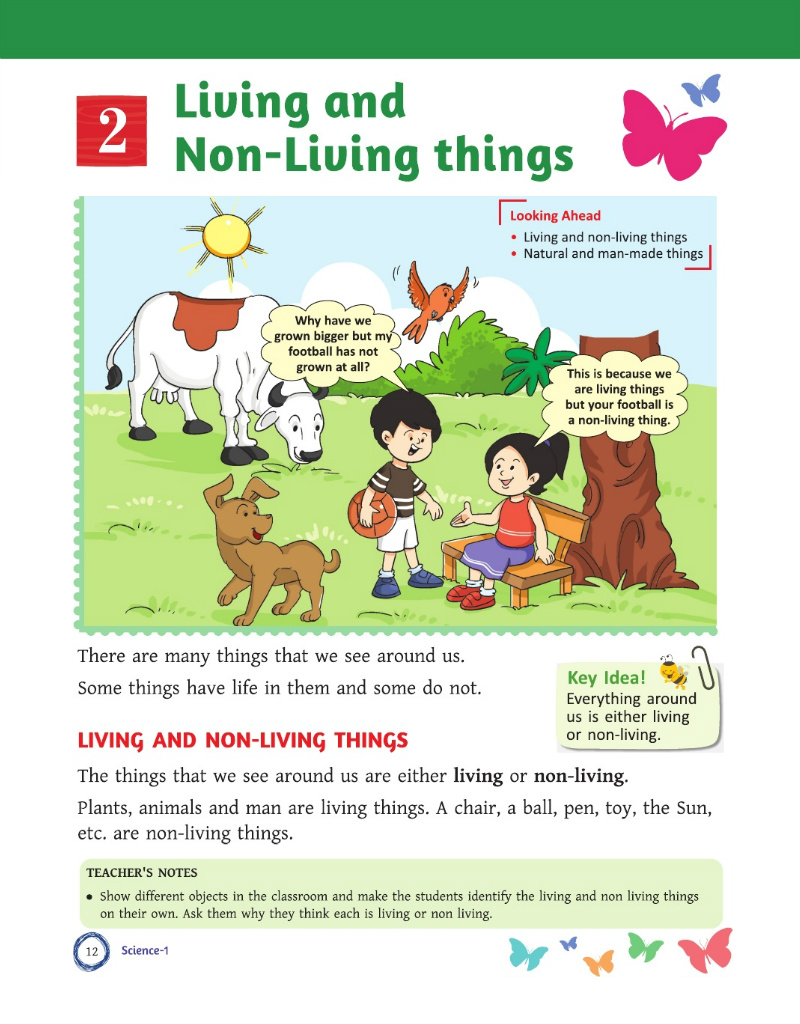 2
Living and
Non-Living things
Looking Ahead
• Living and non-living things
• Natural and man-made things
Why have we
grown bigger but my
football has not
grown at all?
This is because we
are living things
but your football is
a non-living thing.
There are many things that we see around us.
Some things have life in them and some do not.
Key Idea!
Everything around
us is either living
or non-living.
LIVING AND NON-LIVING THINGS
The things that we see around us are either living or non-living.
Plants, animals and man are living things. A chair, a ball, pen, toy, the Sun,
etc. are non-living things.
TEACHER'S NOTES
• Show different objects in the classroom and make the students identify the living and non living things
on their own. Ask them why they think each is living or non living.
12
Science-1